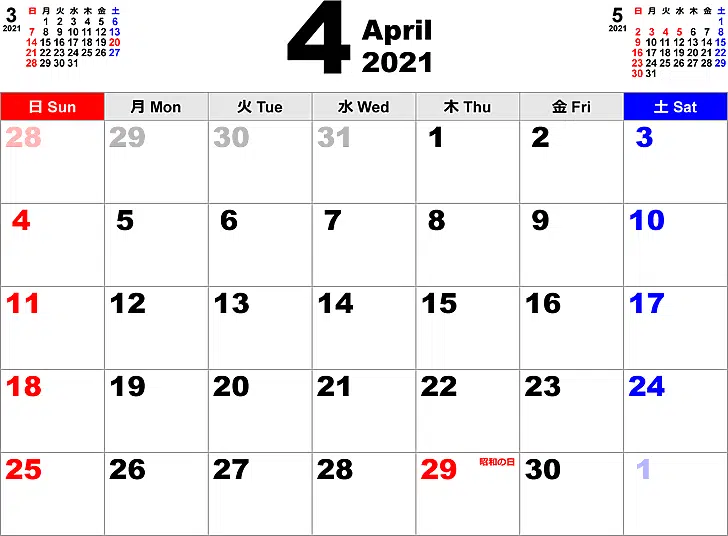 3
2021
日 月 火 水 木 金 土
1 2 3 4 5 6
7 8 9 10 11 12 13
14 15 16 17 18 19 20
21 22 23 24 25 26 27
28 29 30 31
4
April
2021
5
2021
日 月 火 水 木 金 土
1
2 3 4 5 6 7 8
9 10 11 12 13 14 15
16 17 18 19 20 21 22
23 24 25 26 27 28 29
30 31
日 Sun 月 Mon 火 Tue 水 Wed 木 Thu 金 Fri 土 Sat
28 29 30 31 1 2 3
4 5 6 7 8 9 10
11 12 13 14 15 16 17
18 19 20 21 22 23 24
25 26 27 28 29 昭和の日 30 1